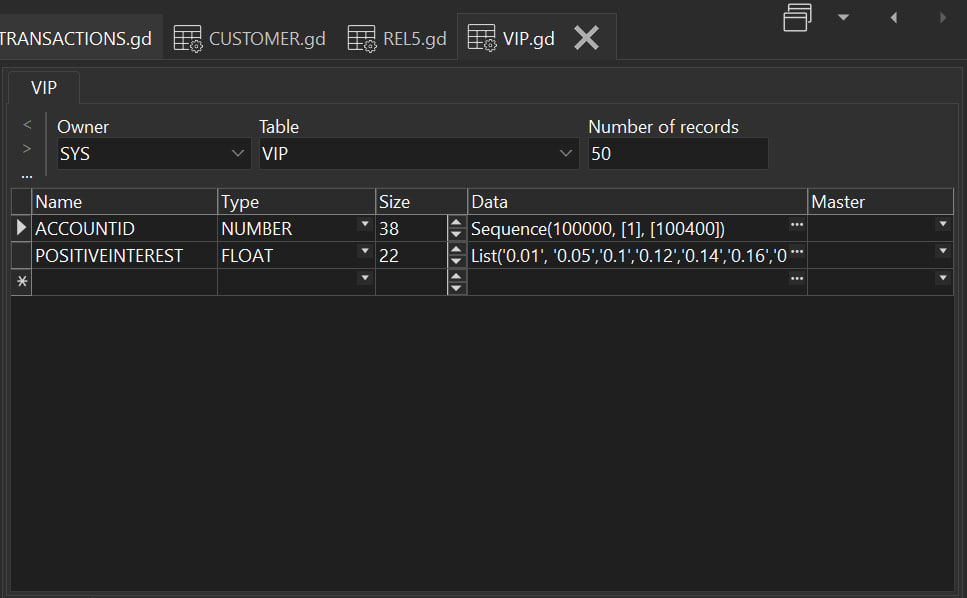 TRANSACTIONS.gd CUSTOMER.gd REL5.gd VIP.gd
VIP
< Owner Table Number of records
> SYS VIP 50
...
Name Type Size Data Master
ACCOUNTID NUMBER 38 Sequence(100000, [1], [100400]) ...
POSITIVEINTEREST FLOAT 22 List('0.01', '0.05','0.1','0.12','0.14','0.16','0 ...
* ...